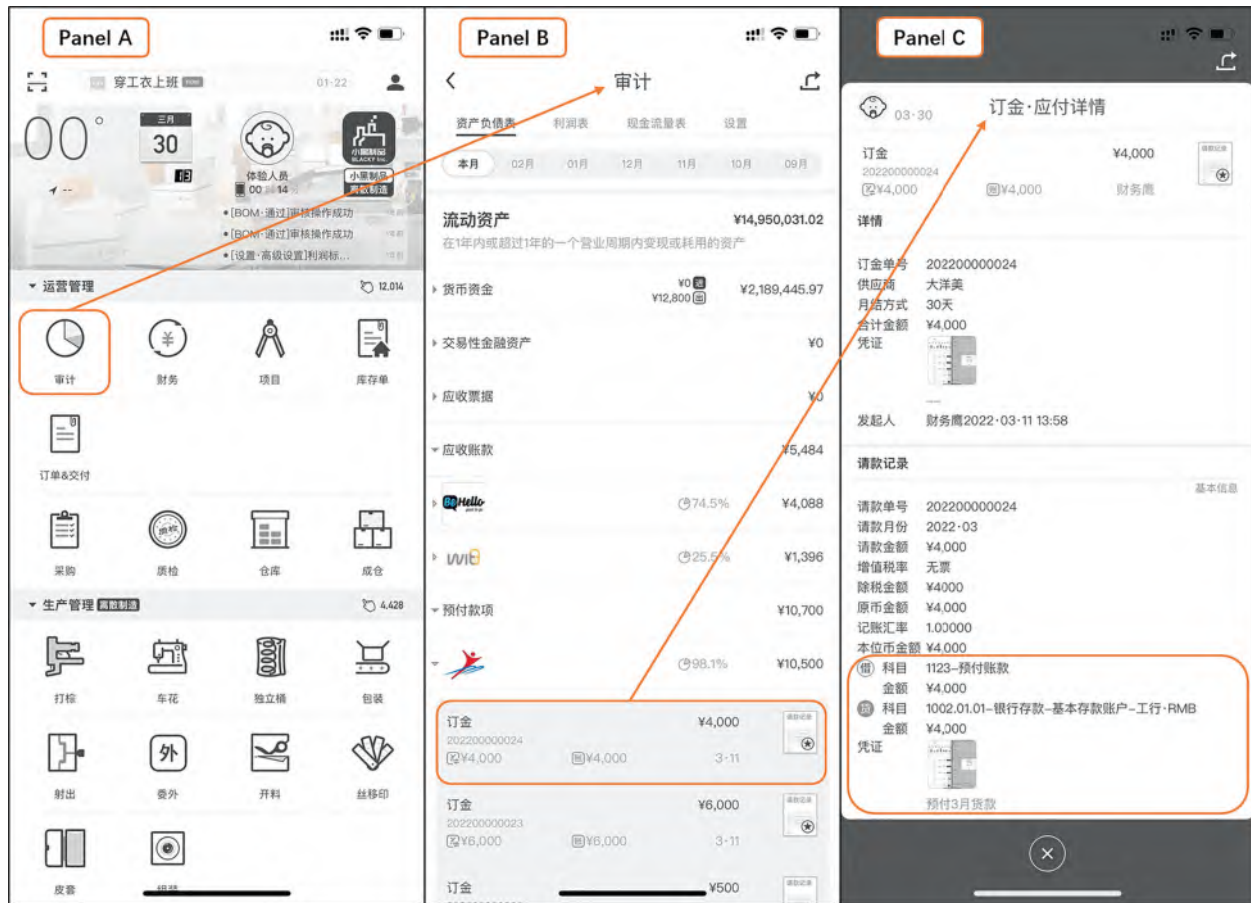 Panel A
穿工衣上班
01-22
00°
三月
30
体验人员
小黑制品
BLACKY Inc.
小黑制品
离散制造
•[BOM·通过]审核操作成功
•[BOM·通过]审核操作成功
•[设置·高级设置]利润标...
运营管理
12,014
审计
财务
项目
库存单
订单&交付
采购
质检
仓库
成仓
生产管理 离散制造
4,428
打棕
车花
独立桶
包装
射出
外
委外
开料
丝移印
皮套
组装
Panel B
审计
资产负债表 利润表 现金流量表 设置
本月 02月 01月 12月 11月 10月 09月
流动资产 ¥14,950,031.02
在1年内或超过1年的一个营业周期内变现或耗用的资产
货币资金 ¥0 ¥2,189,445.97
¥12,800
交易性金融资产 ¥0
应收票据 ¥0
应收账款 ¥5,484
BeHello 74.5% ¥4,088
wit 25.5% ¥1,396
预付款项 ¥10,700
98.1% ¥10,500
订金 ¥4,000
202200000024
¥4,000 ¥4,000 3·11
订金 ¥6,000
202200000023
¥6,000 ¥6,000 3·11
订金 ¥500
Panel C
03·30 订金·应付详情
订金 ¥4,000
202200000024
¥4,000 ¥4,000 财务鹰
详情
订金单号 202200000024
供应商 大洋美
月结方式 30天
合计金额 ¥4,000
凭证
发起人 财务鹰2022·03·11 13:58
请款记录
基本信息
请款单号 202200000024
请款月份 2022·03
请款金额 ¥4,000
增值税率 无票
除税金额 ¥4000
原币金额 ¥4,000
记账汇率 1.00000
本位币金额 ¥4,000
借 科目 1123-预付账款
金额 ¥4,000
贷 科目 1002.01.01-银行存款-基本存款账户-工行·RMB
金额 ¥4,000
凭证
预付3月货款